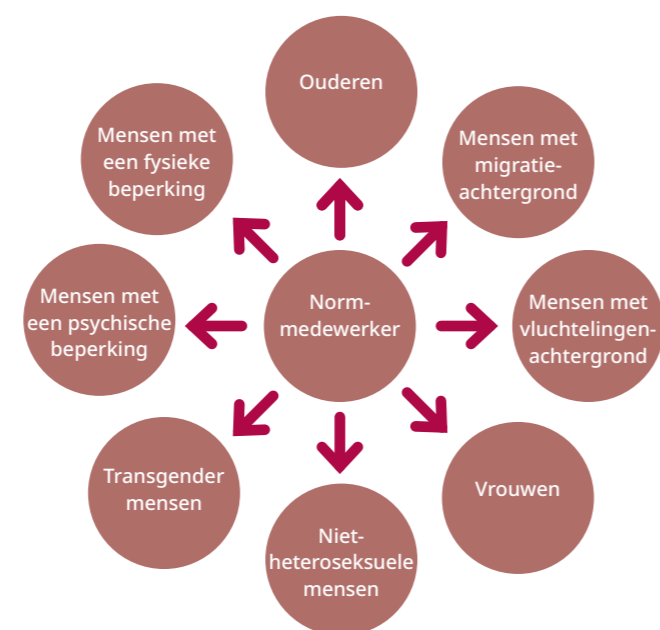 Ouderen
Mensen met
een fysieke
beperking
Mensen met
migratie-
achtergrond
Mensen met
een psychische
beperking
Norm-
medewerker
Mensen met
vluchtelingen-
achtergrond
Transgender
mensen
Vrouwen
Niet-
heteroseksuele
mensen